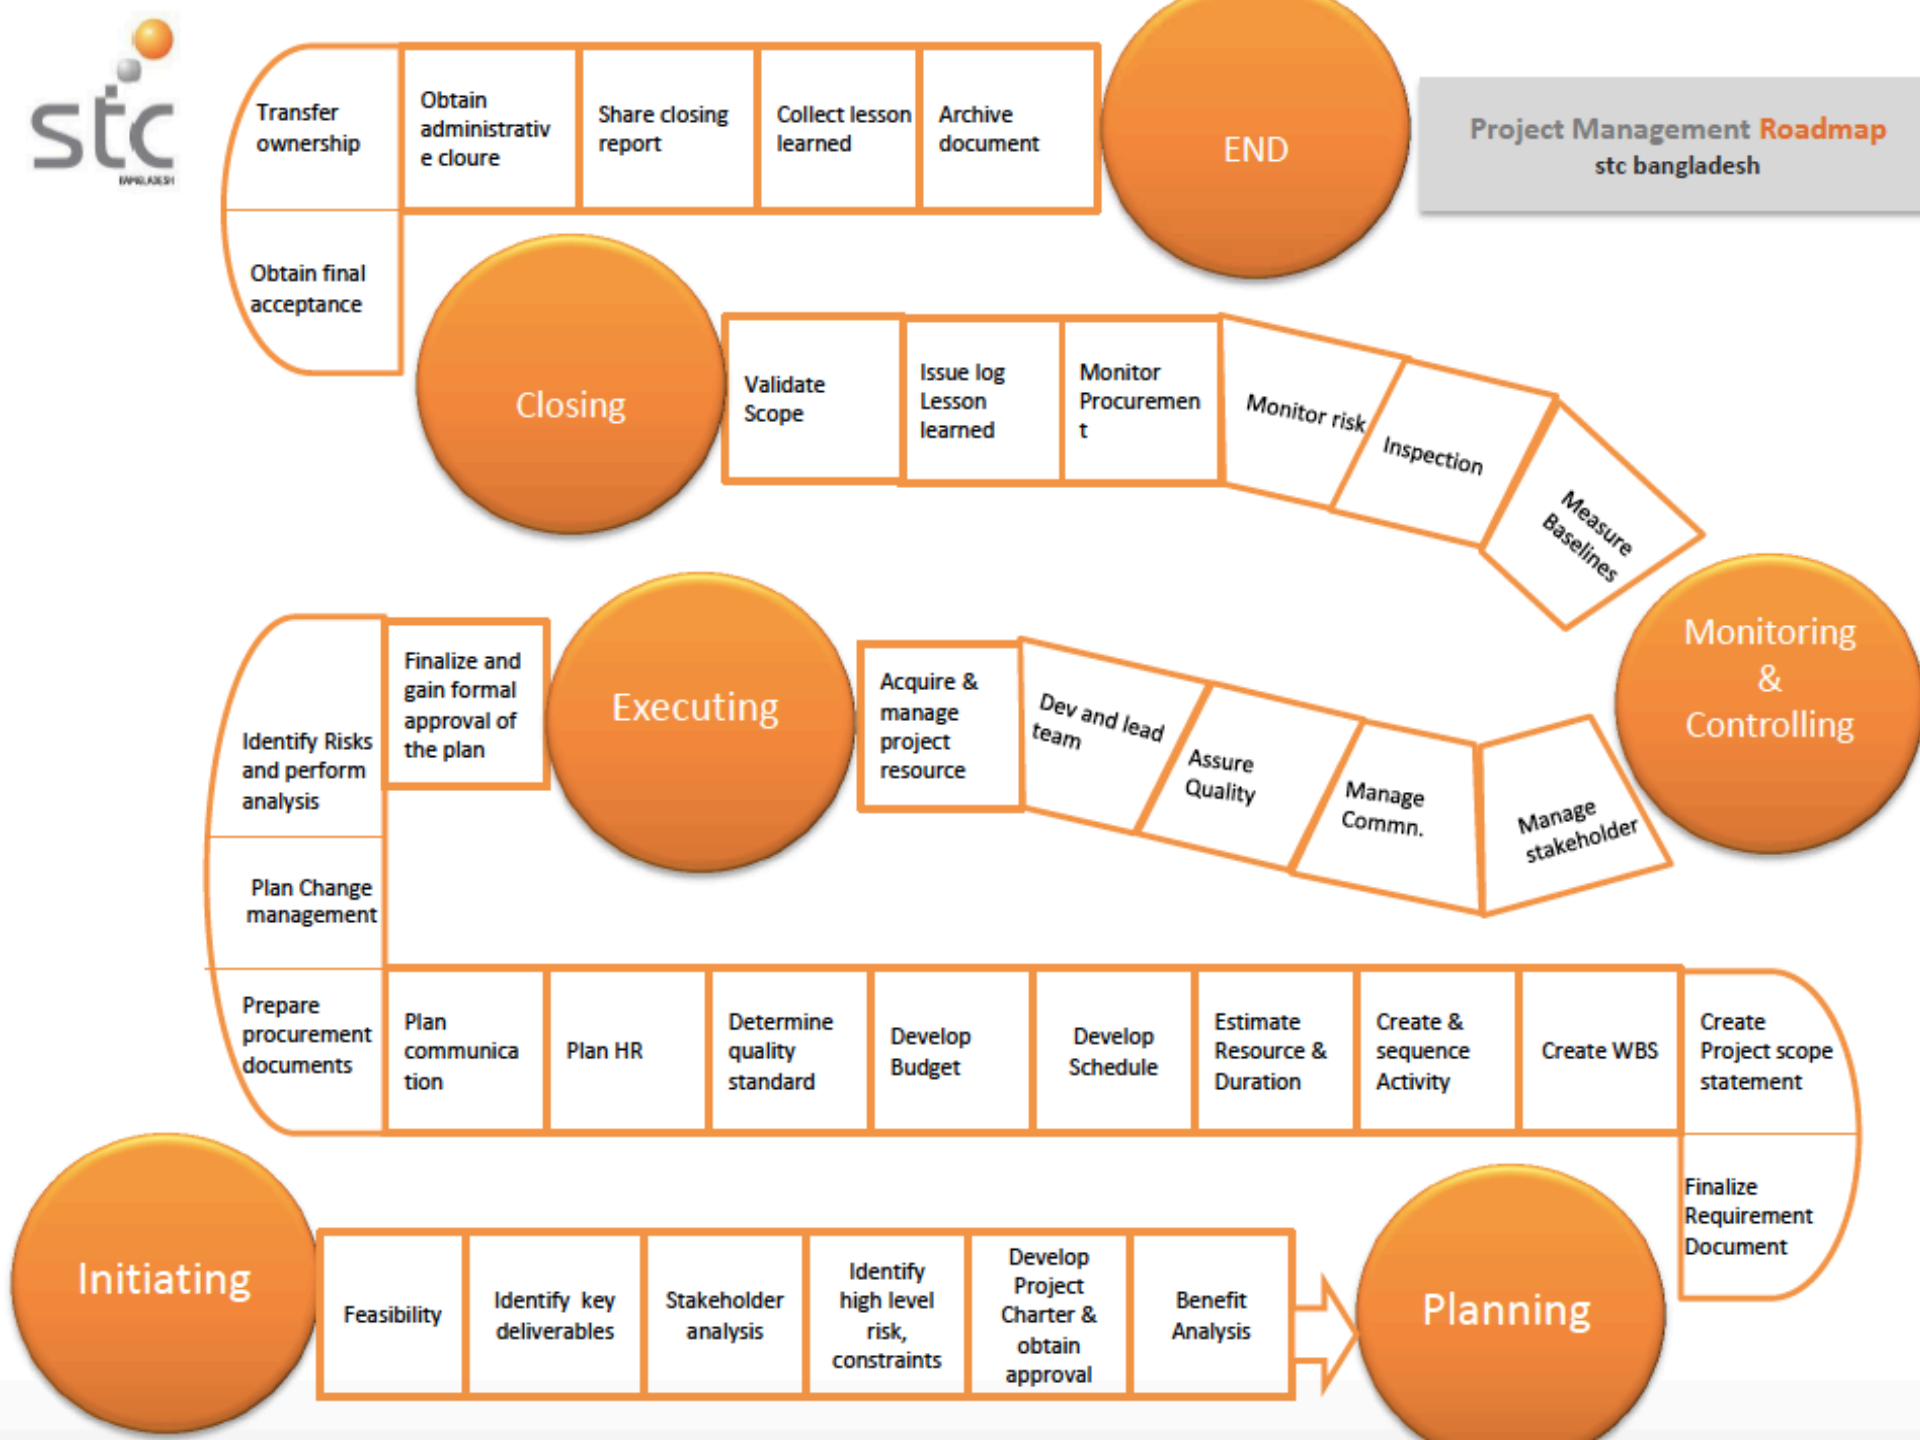 stc
BANGLADESH
Transfer
ownership
Obtain
administrativ
e cloure
Share closing
report
Collect lesson
learned
Archive
document
END
Project Management Roadmap
stc bangladesh
Obtain final
acceptance
Closing
Validate
Scope
Issue log
Lesson
learned
Monitor
Procuremen
t
Monitor risk
Inspection
Measure
Baselines
Monitoring
&
Controlling
Identify Risks
and perform
analysis
Finalize and
gain formal
approval of
the plan
Executing
Acquire &
manage
project
resource
Dev and lead
team
Assure
Quality
Manage
Commn.
Manage
stakeholder
Plan Change
management
Prepare
procurement
documents
Plan
communica
tion
Plan HR
Determine
quality
standard
Develop
Budget
Develop
Schedule
Estimate
Resource &
Duration
Create &
sequence
Activity
Create WBS
Create
Project scope
statement
Finalize
Requirement
Document
Initiating
Feasibility
Identify key
deliverables
Stakeholder
analysis
Identify
high level
risk,
constraints
Develop
Project
Charter &
obtain
approval
Benefit
Analysis
Planning